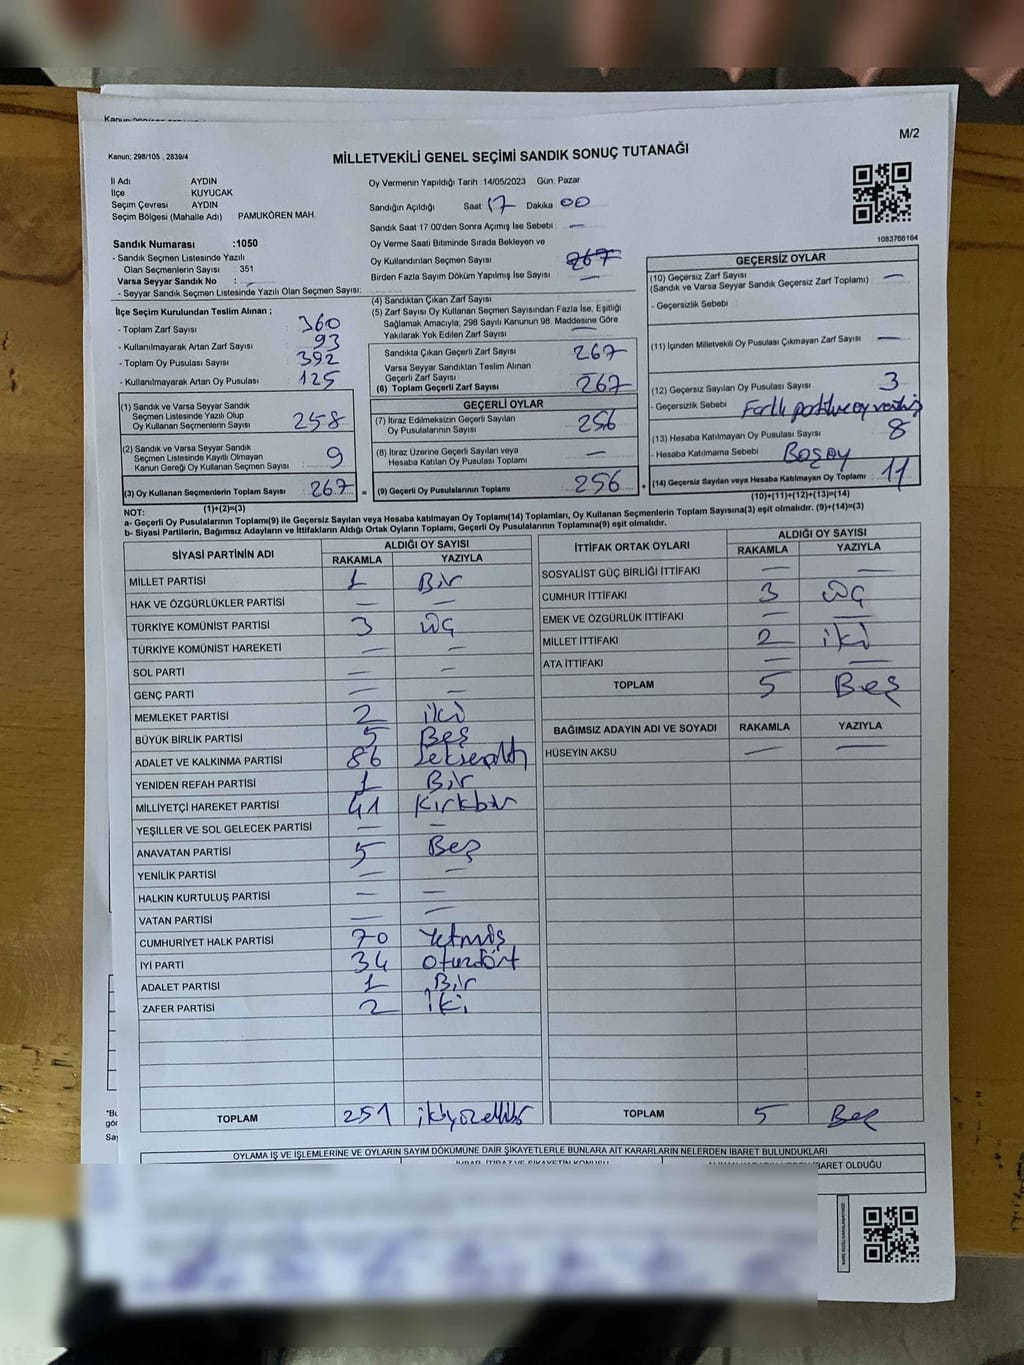 M/2
Kanun; 298/105 , 2839/4
MİLLETVEKİLİ GENEL SEÇİMİ SANDIK SONUÇ TUTANAĞI
İl Adı AYDIN
İlçe KUYUCAK
Seçim Çevresi AYDIN
Seçim Bölgesi (Mahalle Adı) PAMUKÖREN MAH.
Sandık Numarası :1050
- Sandık Seçmen Listesinde Yazılı
Olan Seçmenlerin Sayısı : 351
Varsa Seyyar Sandık No :
- Seyyar Sandık Seçmen Listesinde Yazılı Olan Seçmen Sayısı:
Oy Vermenin Yapıldığı Tarih :14/05/2023 Gün: Pazar
Sandığın Açıldığı Saat 17 Dakika 00
Sandık Saat 17:00'den Sonra Açımış İse Sebebi : —
Oy Verme Saati Bitiminde Sırada Bekleyen ve
Oy Kullandırılan Seçmen Sayısı 267
Birden Fazla Sayım Döküm Yapılmış İse Sayısı —
1083766164
İlçe Seçim Kurulundan Teslim Alınan ;
- Toplam Zarf Sayısı 360
- Kullanılmayarak Artan Zarf Sayısı 93
- Toplam Oy Pusulası Sayısı 392
- Kullanılmayarak Artan Oy Pusulası 125
(1) Sandık ve Varsa Seyyar Sandık
Seçmen Listesinde Yazılı Olup
Oy Kullanan Seçmenlerin Sayısı 258
(2) Sandık ve Varsa Seyyar Sandık
Seçmen Listesinde Kayıtlı Olmayan
Kanun Gereği Oy Kullanan Seçmen Sayısı 9
(3) Oy Kullanan Seçmenlerin Toplam Sayısı 267
(1)+(2)=(3)
(4) Sandıktan Çıkan Zarf Sayısı
(5) Zarf Sayısı Oy Kullanan Seçmen Sayısından Fazla İse, Eşitliği
Sağlamak Amacıyla; 298 Sayılı Kanunun 98. Maddesine Göre
Yakılarak Yok Edilen Zarf Sayısı
Sandıkta Çıkan Geçerli Zarf Sayısı 267
Varsa Seyyar Sandıktan Teslim Alınan
Geçerli Zarf Sayısı
(6) Toplam Geçerli Zarf Sayısı 267
GEÇERLİ OYLAR
(7) İtiraz Edilmeksizin Geçerli Sayılan
Oy Pusulalarının Sayısı 256
(8) İtiraz Üzerine Geçerli Sayılan veya
Hesaba Katılan Oy Pusulası Toplamı —
= (9) Geçerli Oy Pusulalarının Toplamı 256
GEÇERSİZ OYLAR
(10) Geçersiz Zarf Sayısı —
(Sandık ve Varsa Seyyar Sandık Geçersiz Zarf Toplamı)
- Geçersizlik Sebebi
(11) İçinden Milletvekili Oy Pusulası Çıkmayan Zarf Sayısı —
(12) Geçersiz Sayılan Oy Pusulası Sayısı 3
- Geçersizlik Sebebi Farklı
(13) Hesaba Katılmayan Oy Pusulası Sayısı 8
- Hesaba Katılmama Sebebi Boş oy
+ (14) Geçersiz Sayılan veya Hesaba Katılmayan Oy Toplamı 11
(10)+(11)+(12)+(13)=(14)
NOT:
a- Geçerli Oy Pusulalarının Toplamı(9) ile Geçersiz Sayılan veya Hesaba katılmayan Oy Toplamı(14) Toplamları, Oy Kullanan Seçmenlerin Toplam Sayısına(3) eşit olmalıdır. (9)+(14)=(3)
b- Siyasi Partilerin, Bağımsız Adayların ve İttifakların Aldığı Ortak Oyların Toplamı, Geçerli Oy Pusulalarının Toplamına(9) eşit olmalıdır.
SİYASİ PARTİNİN ADI ALDIĞI OY SAYISI
RAKAMLA YAZIYLA
MİLLET PARTİSİ 1 Bir
HAK VE ÖZGÜRLÜKLER PARTİSİ — —
TÜRKİYE KOMÜNİST PARTİSİ 3 üç
TÜRKİYE KOMÜNİST HAREKETİ — —
SOL PARTİ — —
GENÇ PARTİ — —
MEMLEKET PARTİSİ 2 iki
BÜYÜK BİRLİK PARTİSİ 5 Beş
ADALET VE KALKINMA PARTİSİ 86 Seksenaltı
YENİDEN REFAH PARTİSİ 1 Bir
MİLLİYETÇİ HAREKET PARTİSİ 41 Kırkbir
YEŞİLLER VE SOL GELECEK PARTİSİ — —
ANAVATAN PARTİSİ 5 Beş
YENİLİK PARTİSİ — —
HALKIN KURTULUŞ PARTİSİ — —
VATAN PARTİSİ — —
CUMHURİYET HALK PARTİSİ 70 Yetmiş
İYİ PARTİ 34 Otuzdört
ADALET PARTİSİ 1 Bir
ZAFER PARTİSİ 2 İki
TOPLAM 251 ikiyüzellibir
İTTİFAK ORTAK OYLARI ALDIĞI OY SAYISI
RAKAMLA YAZIYLA
SOSYALİST GÜÇ BİRLİĞİ İTTİFAKI — —
CUMHUR İTTİFAKI 3 üç
EMEK VE ÖZGÜRLÜK İTTİFAKI — —
MİLLET İTTİFAKI 2 iki
ATA İTTİFAKI — —
TOPLAM 5 Beş
BAĞIMSIZ ADAYIN ADI VE SOYADI RAKAMLA YAZIYLA
HÜSEYİN AKSU — —
TOPLAM 5 Beş
OYLAMA İŞ VE İŞLEMLERİNE VE OYLARIN SAYIM DÖKÜMÜNE DAİR ŞİKAYETLERLE BUNLARA AİT KARARLARIN NELERDEN İBARET BULUNDUKLARI
İBARET OLDUĞU